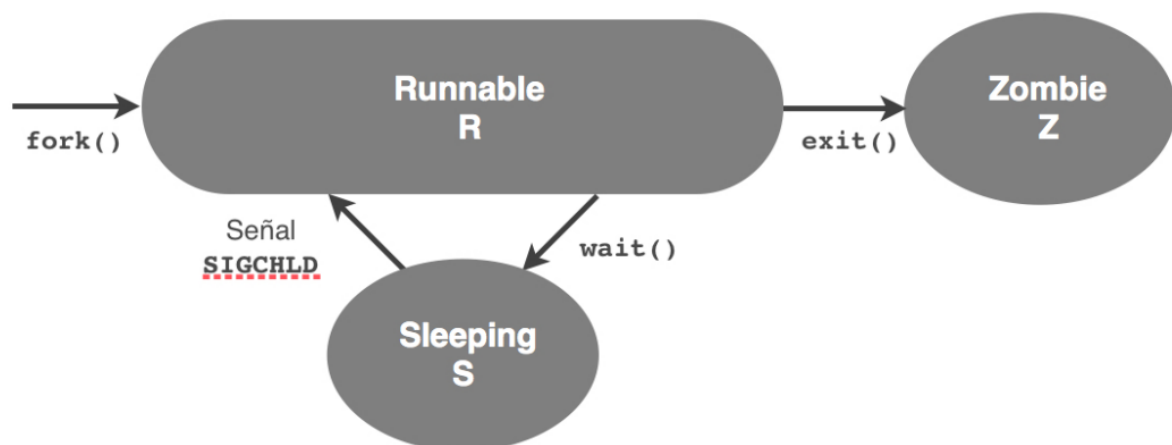 Runnable
R
Zombie
Z
fork()
exit()
Señal
SIGCHLD
wait()
Sleeping
S